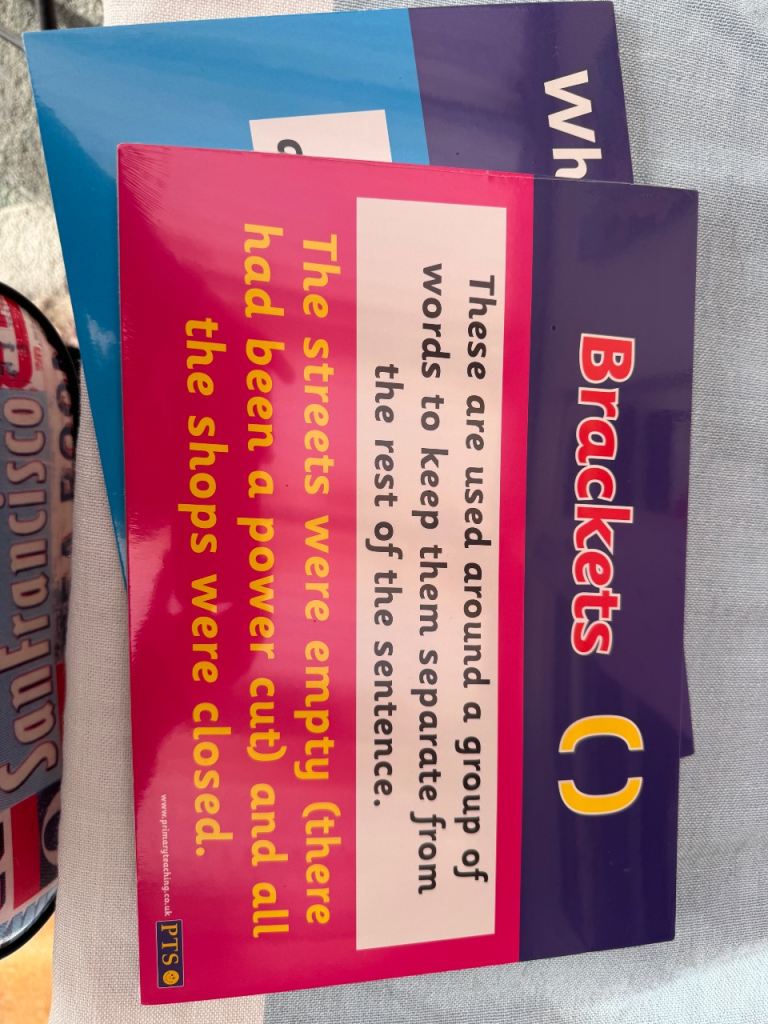 Brackets ( )
These are used around a group of
words to keep them separate from
the rest of the sentence.
The streets were empty (there
had been a power cut) and all
the shops were closed.
www.primaryteaching.co.uk
PTS
Wh
San Francisco